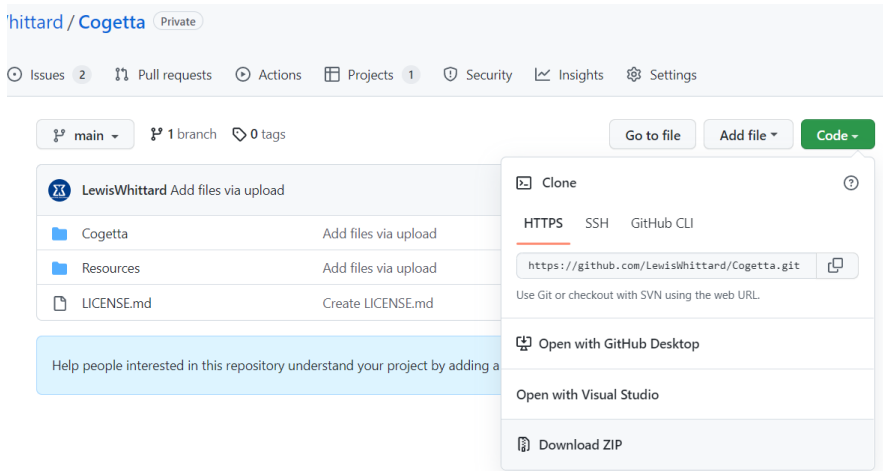 hittard / Cogetta Private
Issues 2 Pull requests Actions Projects 1 Security Insights Settings
main 1 branch 0 tags Go to file Add file Code
LewisWhittard Add files via upload
Cogetta Add files via upload
Resources Add files via upload
LICENSE.md Create LICENSE.md
Help people interested in this repository understand your project by adding a
Clone
HTTPS SSH GitHub CLI
https://github.com/LewisWhittard/Cogetta.git
Use Git or checkout with SVN using the web URL.
Open with GitHub Desktop
Open with Visual Studio
Download ZIP